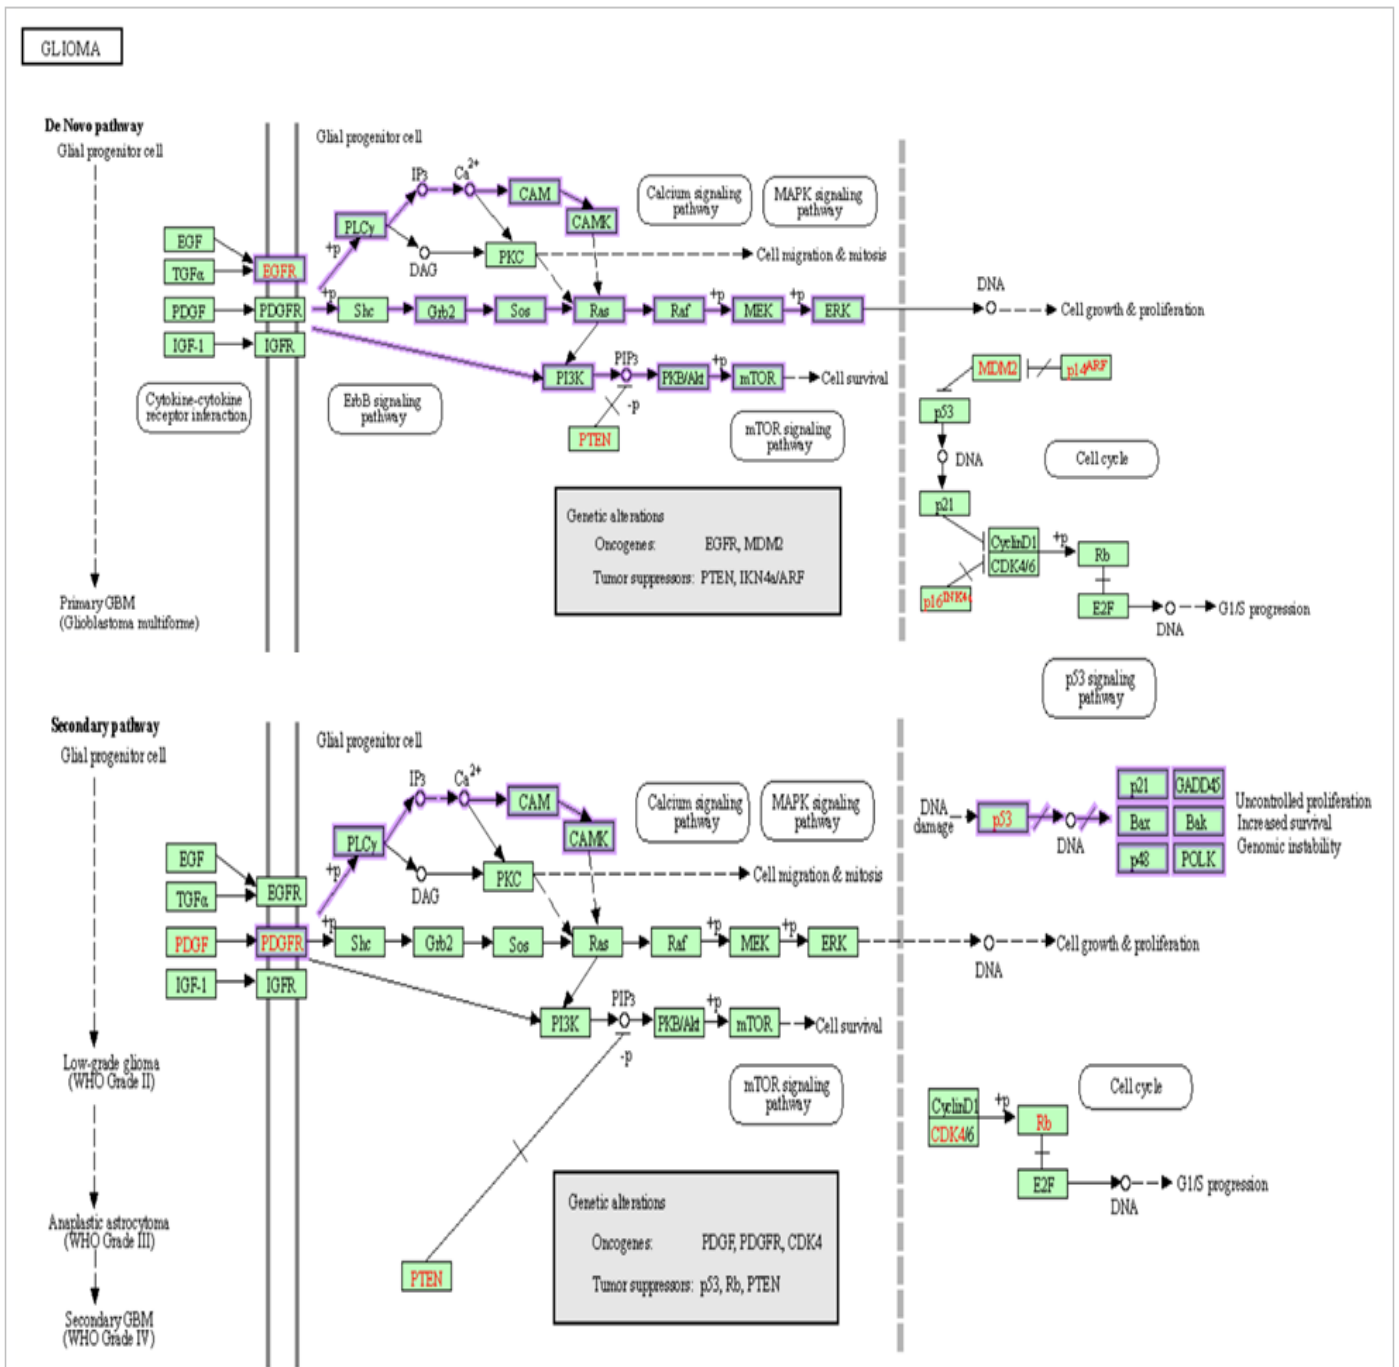 GLIOMA
De Novo pathway
Glial progenitor cell
Primary GBM
(Glioblastoma multiforme)
Glial progenitor cell
EGF
TGFα
PDGF
IGF-1
EGFR
PDGFR
IGFR
Cytokine-cytokine
receptor interaction
ErbB signaling
pathway
+p
PLCγ
IP3
Ca2+
CAM
CAMK
DAG
PKC
Calcium signaling
pathway
MAPK signaling
pathway
Cell migration & mitosis
+p
Shc
Grb2
Sos
Ras
Raf
+p
MEK
+p
ERK
DNA
Cell growth & proliferation
PI3K
PIP3
PKB/Akt
+p
mTOR
Cell survival
-p
PTEN
mTOR signaling
pathway
MDM2
p14ARF
p53
DNA
p21
Cell cycle
CyclinD1
CDK4/6
+p
Rb
p16INK4a
E2F
DNA
G1/S progression
p53 signaling
pathway
Genetic alterations
Oncogenes: EGFR, MDM2
Tumor suppressors: PTEN, IKN4a/ARF
Secondary pathway
Glial progenitor cell
Low-grade glioma
(WHO Grade II)
Anaplastic astrocytoma
(WHO Grade III)
Secondary GBM
(WHO Grade IV)
Glial progenitor cell
EGF
TGFα
PDGF
IGF-1
EGFR
PDGFR
IGFR
+p
PLCγ
IP3
Ca2+
CAM
CAMK
DAG
PKC
Calcium signaling
pathway
MAPK signaling
pathway
Cell migration & mitosis
+p
Shc
Grb2
Sos
Ras
Raf
+p
MEK
+p
ERK
DNA
Cell growth & proliferation
PI3K
PIP3
PKB/Akt
+p
mTOR
Cell survival
-p
PTEN
mTOR signaling
pathway
DNA
damage
p53
DNA
p21
GADD45
Bax
Bak
p48
POLK
Uncontrolled proliferation
Increased survival
Genomic instability
CyclinD1
CDK4/6
+p
Rb
Cell cycle
E2F
DNA
G1/S progression
Genetic alterations
Oncogenes: PDGF, PDGFR, CDK4
Tumor suppressors: p53, Rb, PTEN